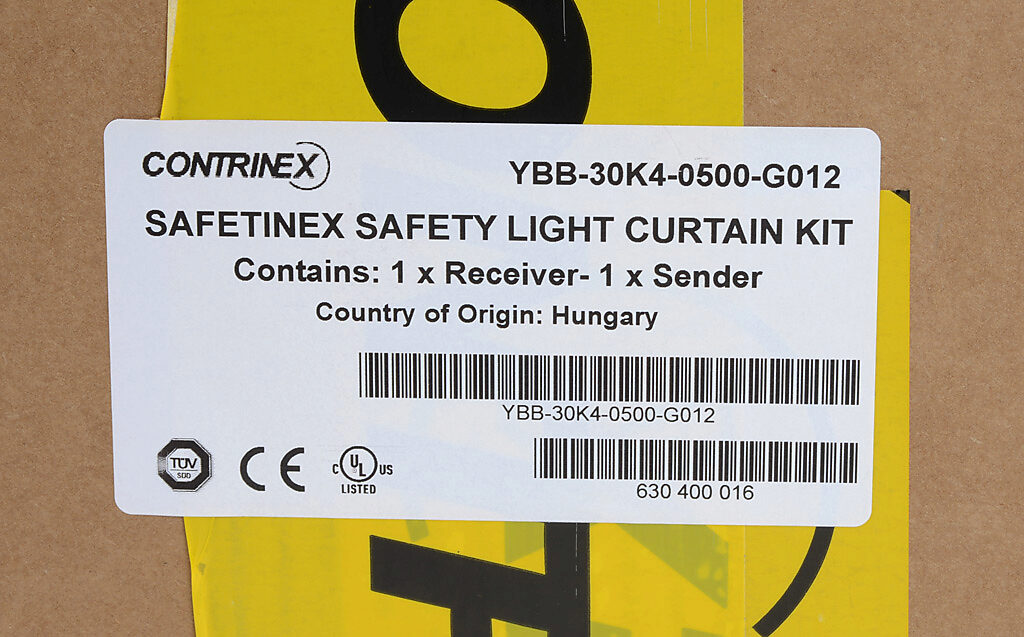 O
CONTRINEX
YBB-30K4-0500-G012
SAFETINEX SAFETY LIGHT CURTAIN KIT
Contains: 1 x Receiver- 1 x Sender
Country of Origin: Hungary
YBB-30K4-0500-G012
TÜV
SÜD
CE
C UL US
LISTED
630 400 016